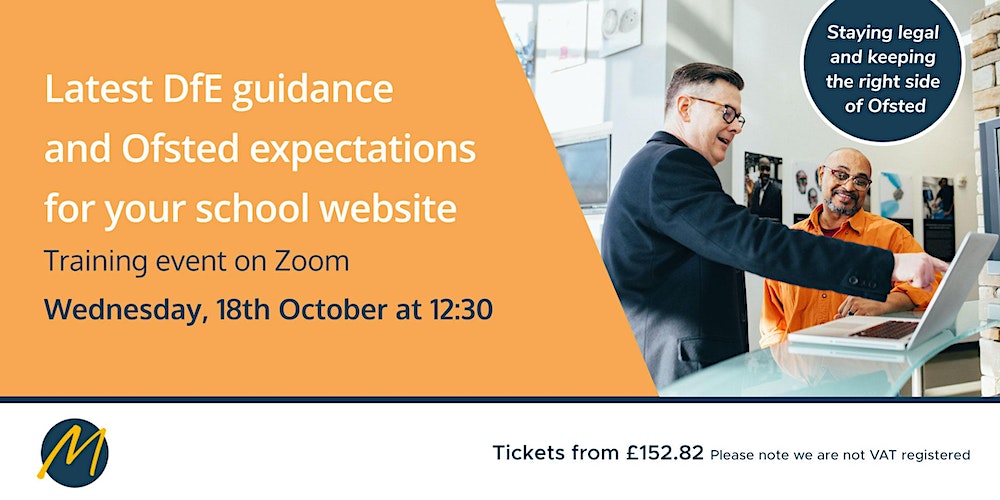 Latest DfE guidance
and Ofsted expectations
for your school website
Training event on Zoom
Wednesday, 18th October at 12:30
Staying legal
and keeping
the right side
of Ofsted
M
Tickets from £152.82 Please note we are not VAT registered